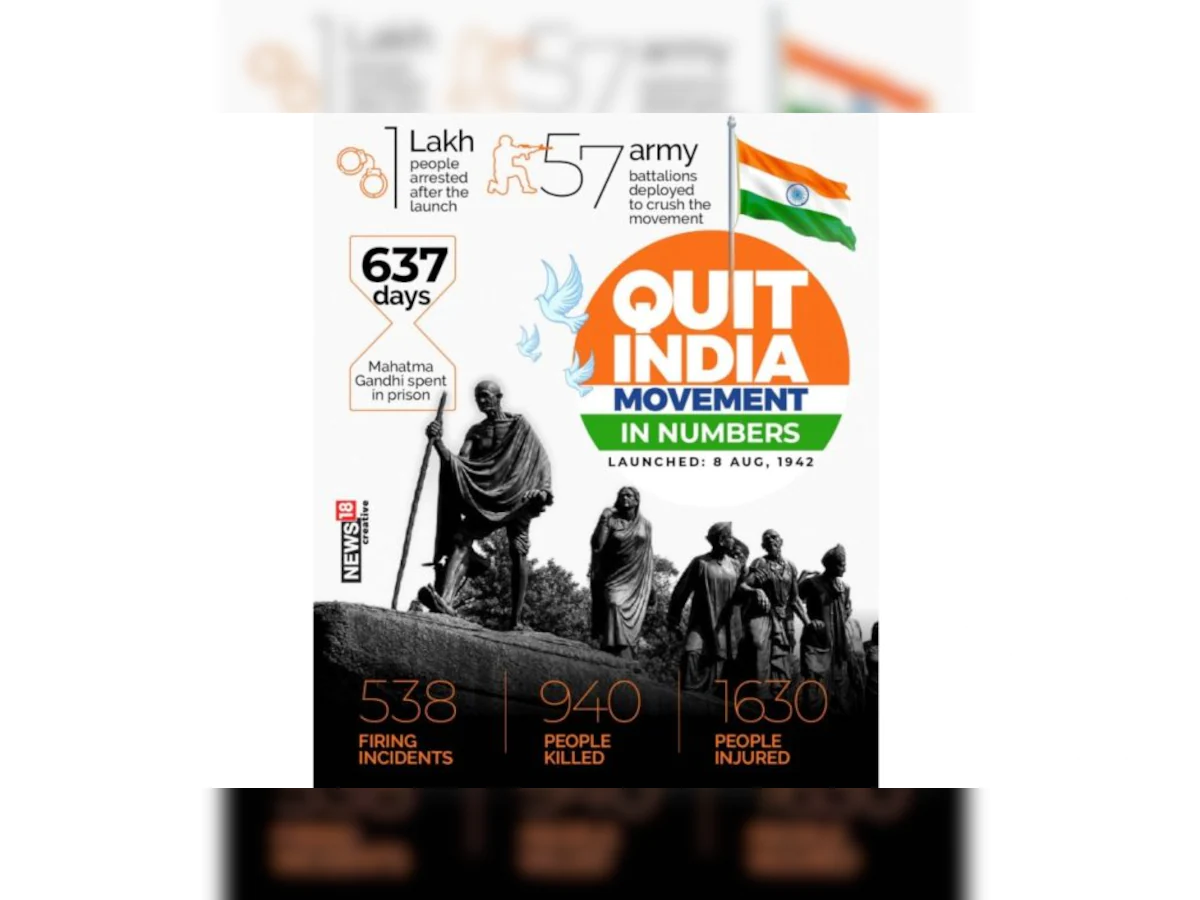 1 Lakh
people
arrested
after the
launch
57 army
battalions
deployed
to crush the
movement
637
days
Mahatma
Gandhi spent
in prison
QUIT
INDIA
MOVEMENT
IN NUMBERS
LAUNCHED: 8 AUG, 1942
NEWS18
creative
538
FIRING
INCIDENTS
940
PEOPLE
KILLED
1630
PEOPLE
INJURED